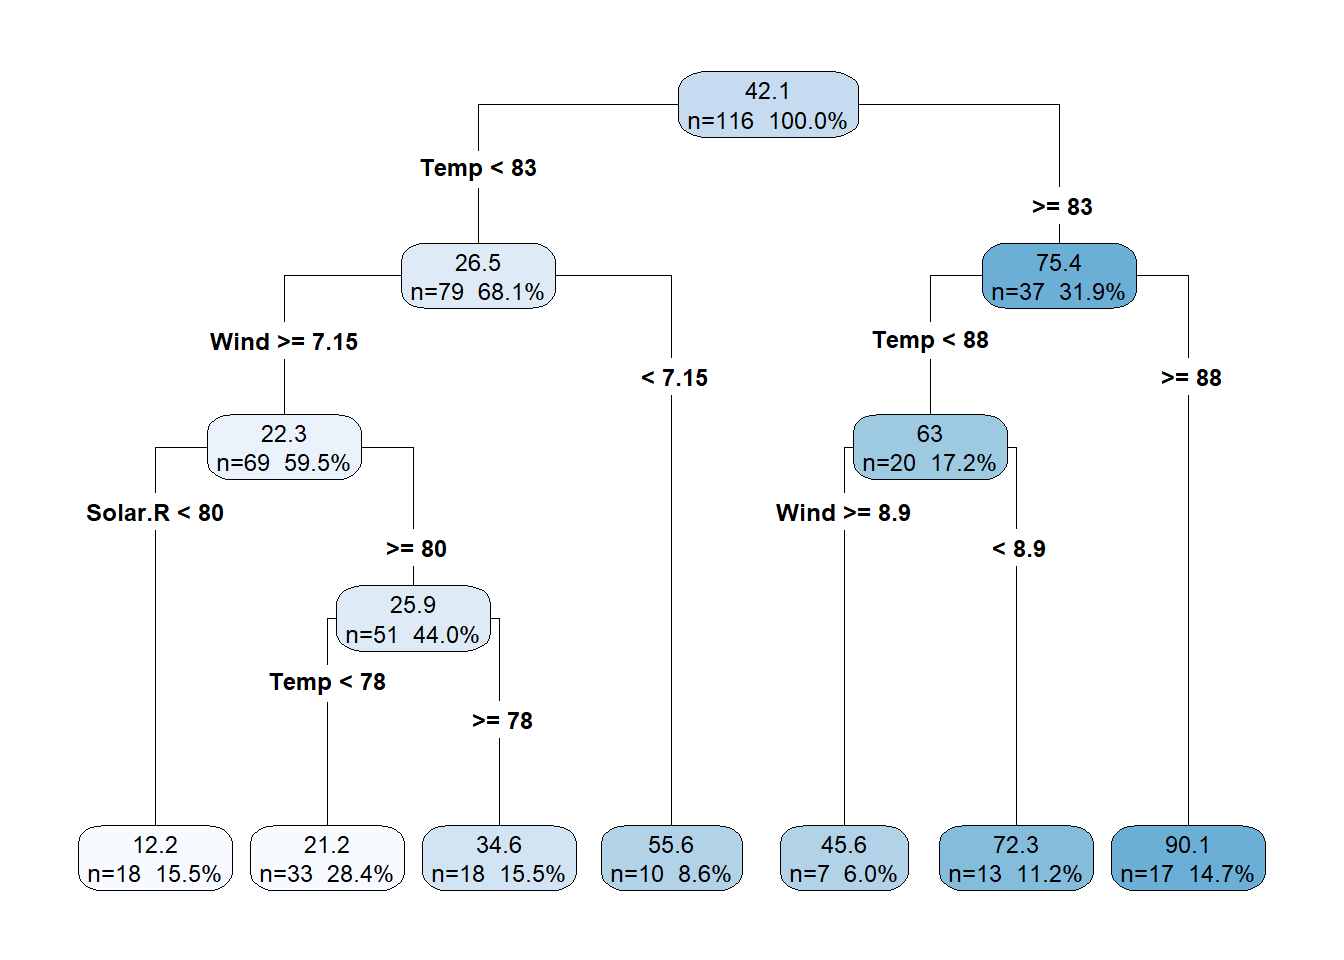 42.1
n=116 100.0%
Temp < 83
>= 83
26.5
n=79 68.1%
75.4
n=37 31.9%
Wind >= 7.15
< 7.15
Temp < 88
>= 88
22.3
n=69 59.5%
63
n=20 17.2%
Solar.R < 80
>= 80
Wind >= 8.9
< 8.9
25.9
n=51 44.0%
Temp < 78
>= 78
12.2
n=18 15.5%
21.2
n=33 28.4%
34.6
n=18 15.5%
55.6
n=10 8.6%
45.6
n=7 6.0%
72.3
n=13 11.2%
90.1
n=17 14.7%